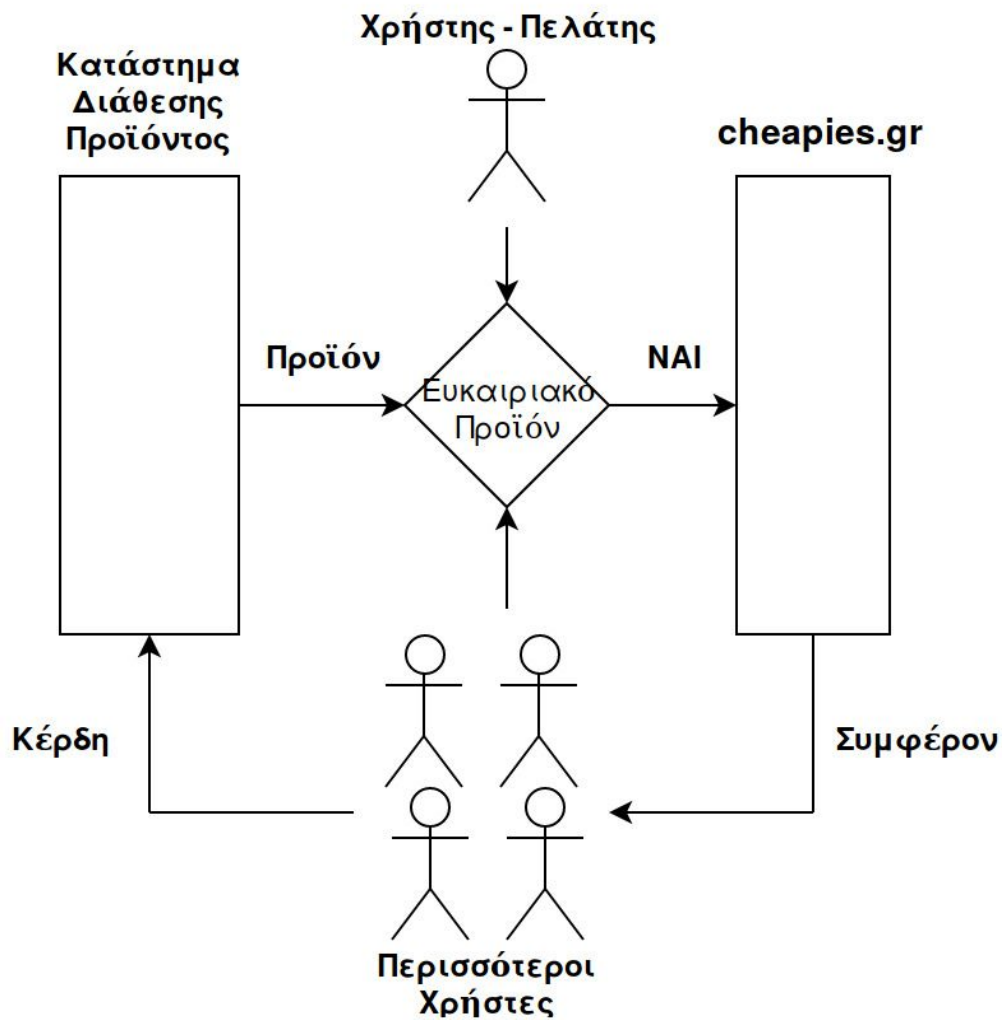 Χρήστης - Πελάτης
Κατάστημα
Διάθεσης
Προϊόντος
cheapies.gr
Προϊόν
Ευκαιριακό
Προϊόν
ΝΑΙ
Κέρδη
Συμφέρον
Περισσότεροι
Χρήστες